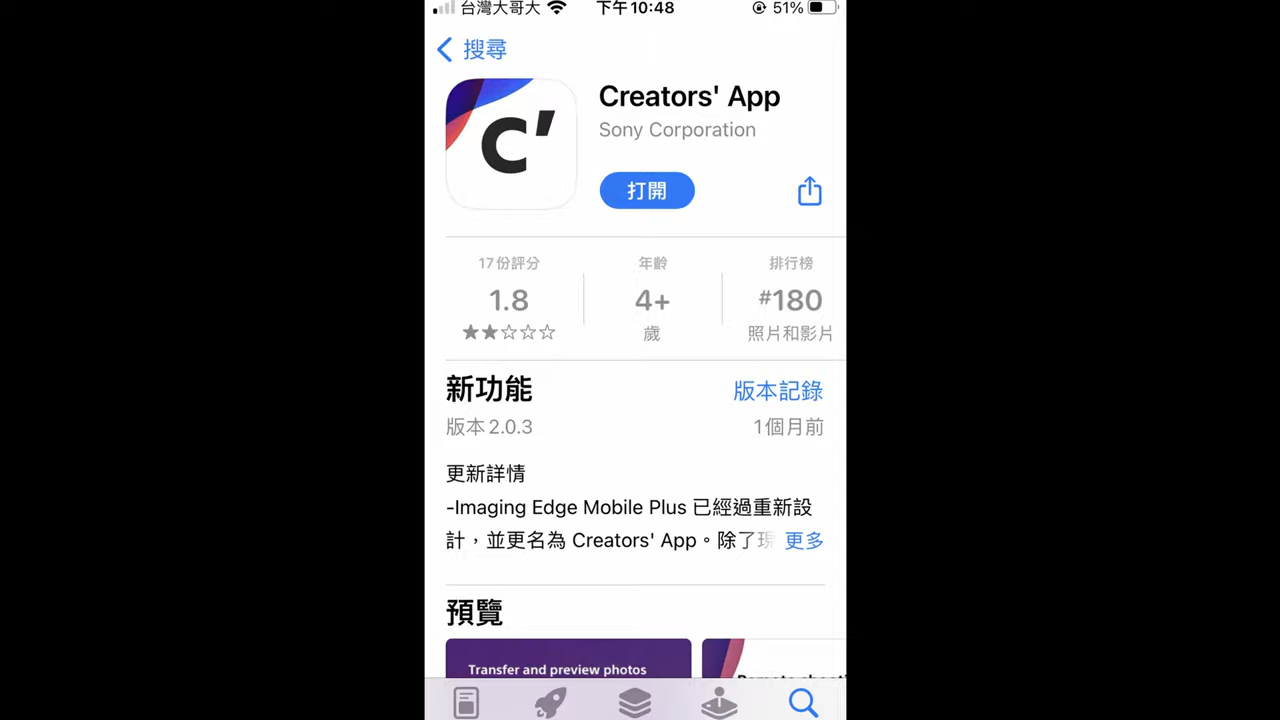 台灣大哥大 下午10:48 51%
搜尋
C'
Creators' App
Sony Corporation
打開
17份評分 年齡 排行榜
1.8 4+ #180
歲 照片和影片
新功能 版本記錄
版本 2.0.3 1個月前
更新詳情
-Imaging Edge Mobile Plus 已經過重新設
計，並更名為 Creators' App。除了現 更多
預覽
Transfer and preview photos